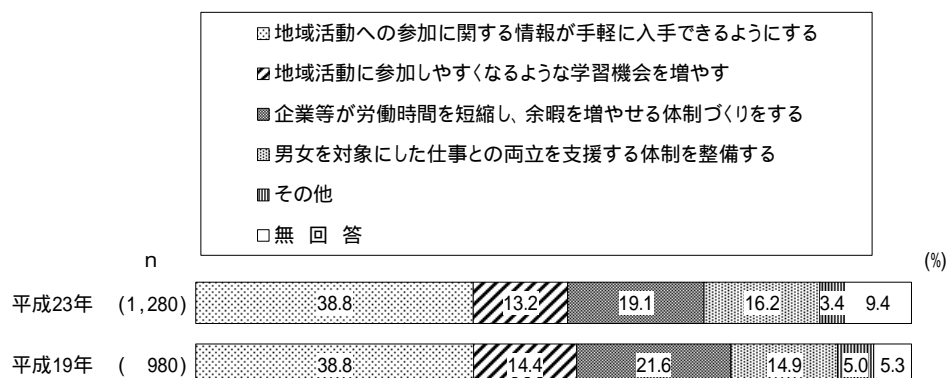 地域活動への参加に関する情報が手軽に入手できるようにする
地域活動に参加しやすくなるような学習機会を増やす
企業等が労働時間を短縮し、余暇を増やせる体制づくりをする
男女を対象にした仕事との両立を支援する体制を整備する
その他
無 回 答
n (%)
平成23年 (1,280) 38.8 13.2 19.1 16.2 3.4 9.4
平成19年 ( 980) 38.8 14.4 21.6 14.9 5.0 5.3